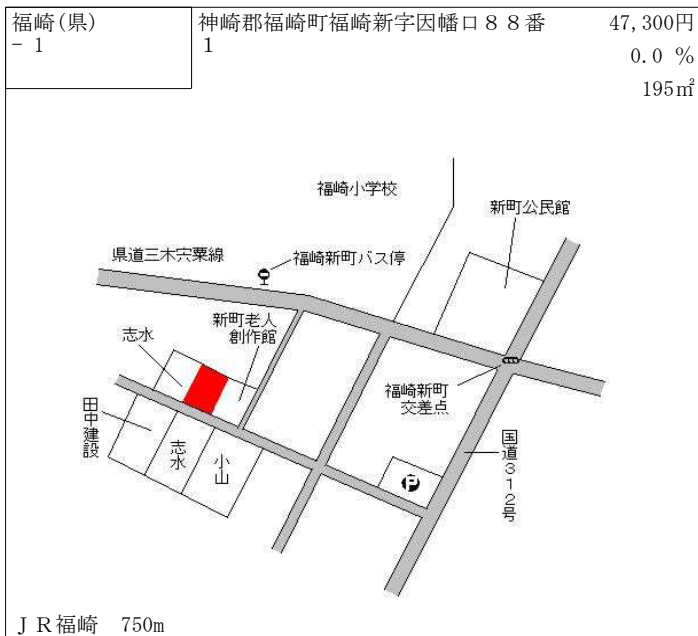 福崎(県)
- 1
神崎郡福崎町福崎新字因幡口88番
1
47,300円
0.0 %
195㎡
福崎小学校
新町公民館
県道三木宍粟線
福崎新町バス停
新町老人
創作館
志水
福崎新町
交差点
田中建設
志水
小山
P
国道312号
JR福崎 750m